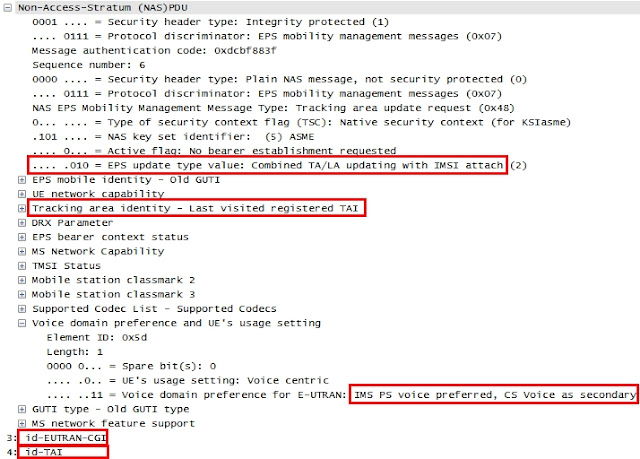 Non-Access-Stratum (NAS)PDU
0001 .... = Security header type: Integrity protected (1)
.... 0111 = Protocol discriminator: EPS mobility management messages (0x07)
Message authentication code: 0xdcbf883f
Sequence number: 6
0000 .... = Security header type: Plain NAS message, not security protected (0)
.... 0111 = Protocol discriminator: EPS mobility management messages (0x07)
NAS EPS Mobility Management Message Type: Tracking area update request (0x48)
0... .... = Type of security context flag (TSC): Native security context (for KSIasme)
.101 .... = NAS key set identifier:  (5) ASME
.... 0... = Active flag: No bearer establishment requested
.... .010 = EPS update type value: Combined TA/LA updating with IMSI attach (2)
EPS mobile identity - Old GUTI
UE network capability
Tracking area identity - Last visited registered TAI
DRX Parameter
EPS bearer context status
MS Network Capability
TMSI Status
Mobile station classmark 2
Mobile station classmark 3
Supported Codec List - Supported Codecs
Voice domain preference and UE's usage setting
Element ID: 0x5d
Length: 1
0000 0... = Spare bit(s): 0
.... .0.. = UE's usage setting: Voice centric
.... ..11 = Voice domain preference for E-UTRAN: IMS PS voice preferred, CS Voice as secondary
GUTI type - Old GUTI type
MS network feature support
3: id-EUTRAN-CGI
4: id-TAI